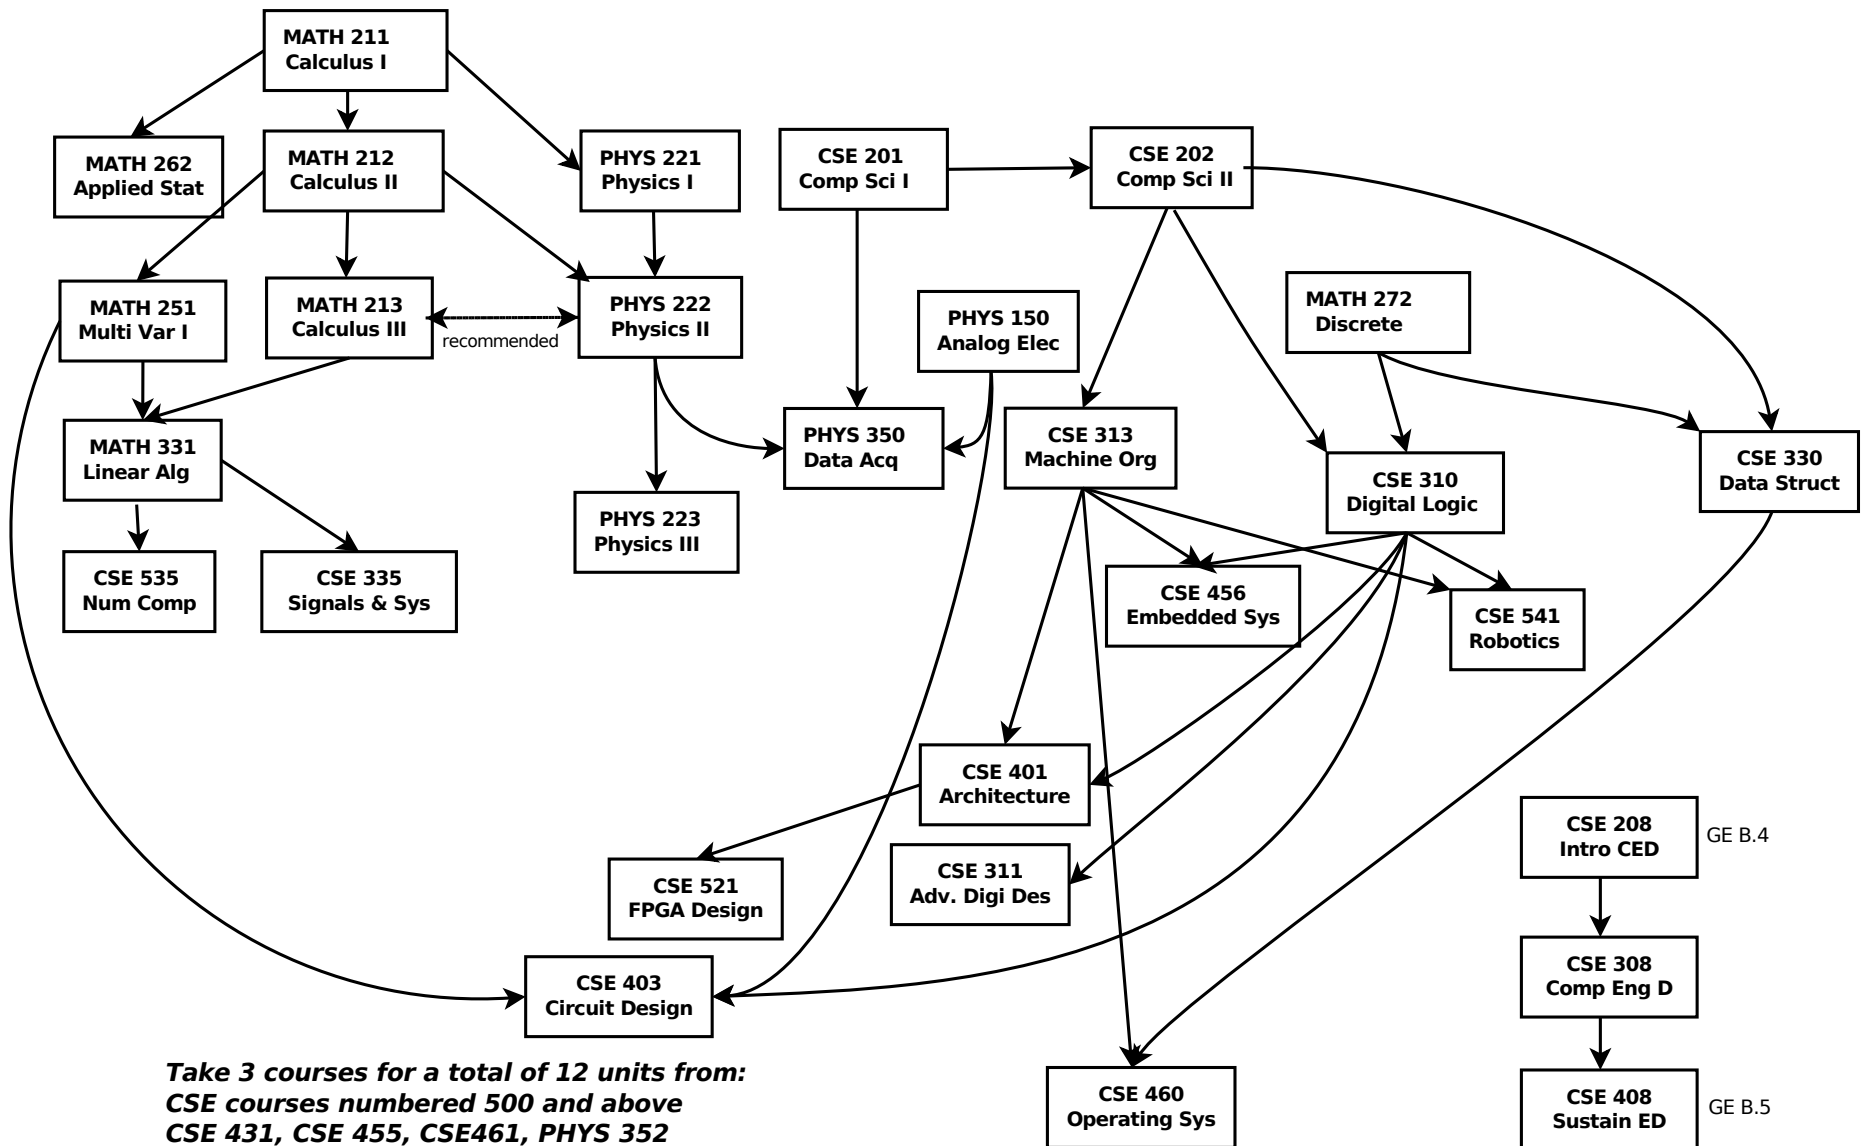 MATH 211
Calculus I
MATH 262
Applied Stat
MATH 212
Calculus II
PHYS 221
Physics I
CSE 201
Comp Sci I
CSE 202
Comp Sci II
MATH 251
Multi Var I
MATH 213
Calculus III
recommended
PHYS 222
Physics II
PHYS 150
Analog Elec
MATH 272
Discrete
MATH 331
Linear Alg
PHYS 350
Data Acq
CSE 313
Machine Org
CSE 310
Digital Logic
CSE 330
Data Struct
PHYS 223
Physics III
CSE 535
Num Comp
CSE 335
Signals & Sys
CSE 456
Embedded Sys
CSE 541
Robotics
CSE 401
Architecture
CSE 208
Intro CED
GE B.4
CSE 521
FPGA Design
CSE 311
Adv. Digi Des
CSE 403
Circuit Design
CSE 308
Comp Eng D
CSE 460
Operating Sys
CSE 408
Sustain ED
GE B.5
Take 3 courses for a total of 12 units from:
CSE courses numbered 500 and above
CSE 431, CSE 455, CSE461, PHYS 352